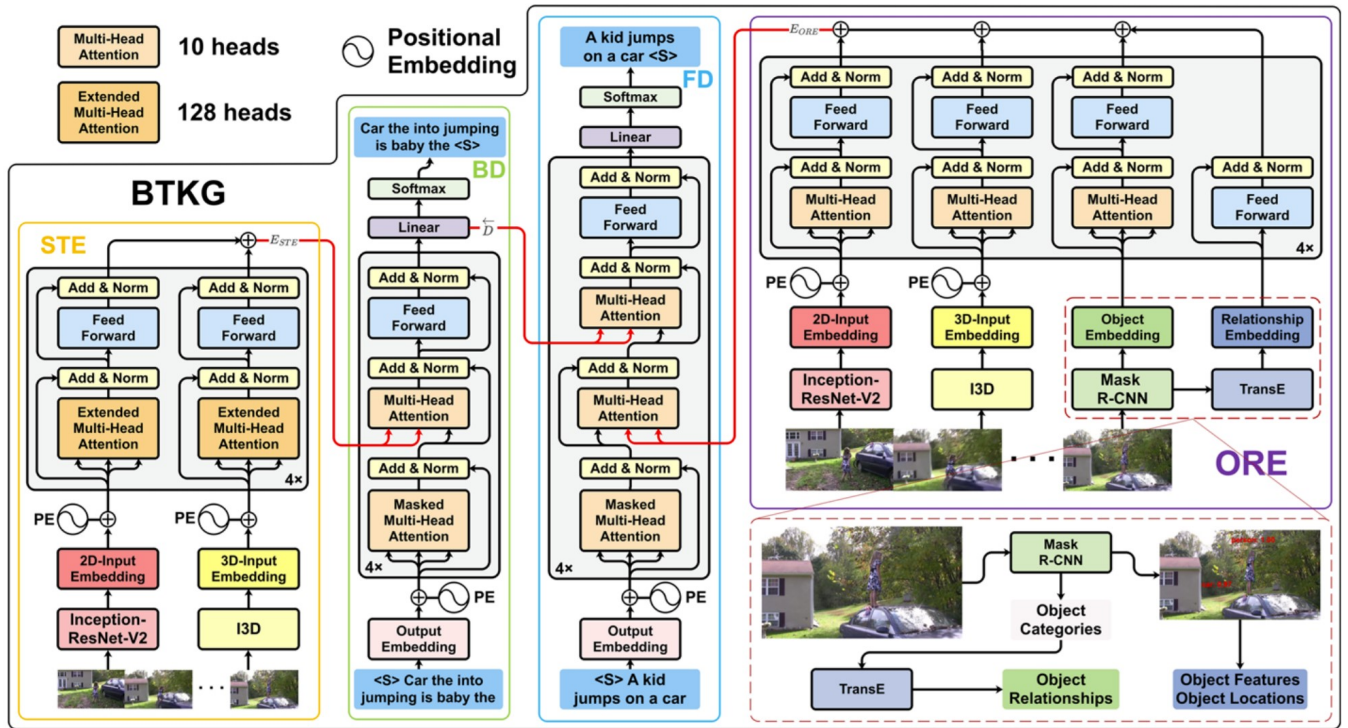 Multi-Head
Attention
10 heads
Extended
Multi-Head
Attention
128 heads
Positional
Embedding
BTKG
STE
E_STE
Add & Norm
Feed
Forward
Add & Norm
Extended
Multi-Head
Attention
Add & Norm
Feed
Forward
Add & Norm
Extended
Multi-Head
Attention
4×
PE
PE
2D-Input
Embedding
3D-Input
Embedding
Inception-
ResNet-V2
I3D
BD
Car the into jumping
is baby the <S>
Softmax
Linear
D
Add & Norm
Feed
Forward
Add & Norm
Multi-Head
Attention
Add & Norm
Masked
Multi-Head
Attention
4×
PE
Output
Embedding
<S> Car the into
jumping is baby the
FD
A kid jumps
on a car <S>
Softmax
Linear
Add & Norm
Feed
Forward
Add & Norm
Multi-Head
Attention
Add & Norm
Multi-Head
Attention
Add & Norm
Masked
Multi-Head
Attention
4×
PE
Output
Embedding
<S> A kid
jumps on a car
E_ORE
Add & Norm
Feed
Forward
Add & Norm
Multi-Head
Attention
Add & Norm
Feed
Forward
Add & Norm
Multi-Head
Attention
Add & Norm
Feed
Forward
Add & Norm
Multi-Head
Attention
Add & Norm
Feed
Forward
4×
PE
PE
2D-Input
Embedding
3D-Input
Embedding
Object
Embedding
Relationship
Embedding
Inception-
ResNet-V2
I3D
Mask
R-CNN
TransE
ORE
Mask
R-CNN
Object
Categories
TransE
Object
Relationships
Object Features
Object Locations